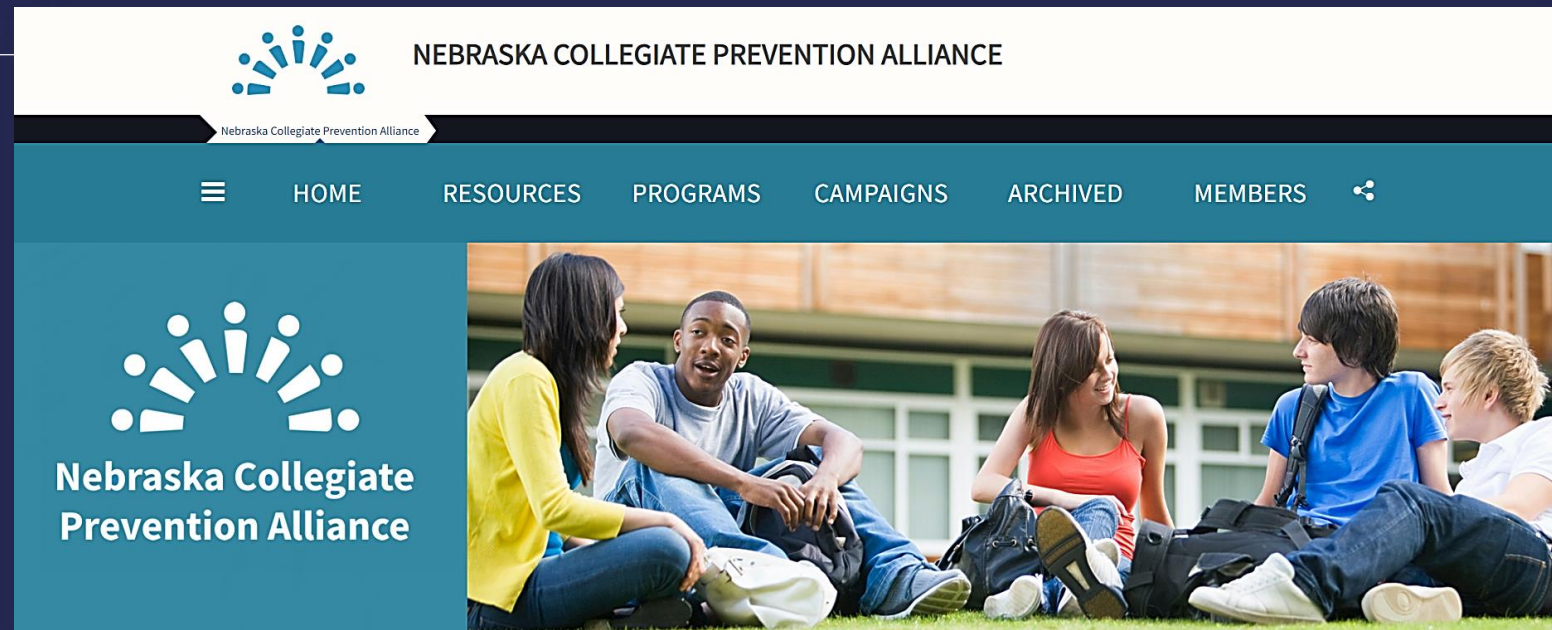 NEBRASKA COLLEGIATE PREVENTION ALLIANCE
Nebraska Collegiate Prevention Alliance
HOME RESOURCES PROGRAMS CAMPAIGNS ARCHIVED MEMBERS
Nebraska Collegiate
Prevention Alliance